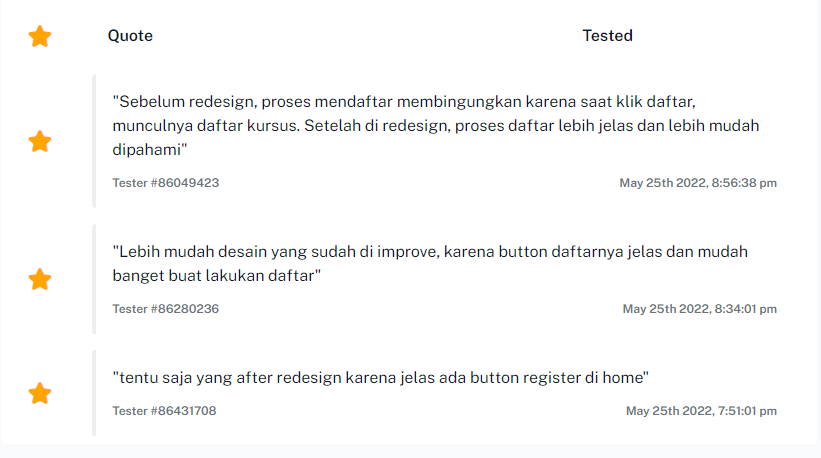 Quote Tested
"Sebelum redesign, proses mendaftar membingungkan karena saat klik daftar,
munculnya daftar kursus. Setelah di redesign, proses daftar lebih jelas dan lebih mudah
dipahami"
Tester #86049423 May 25th 2022, 8:56:38 pm
"Lebih mudah desain yang sudah di improve, karena button daftarnya jelas dan mudah
banget buat lakukan daftar"
Tester #86280236 May 25th 2022, 8:34:01 pm
"tentu saja yang after redesign karena jelas ada button register di home"
Tester #86431708 May 25th 2022, 7:51:01 pm